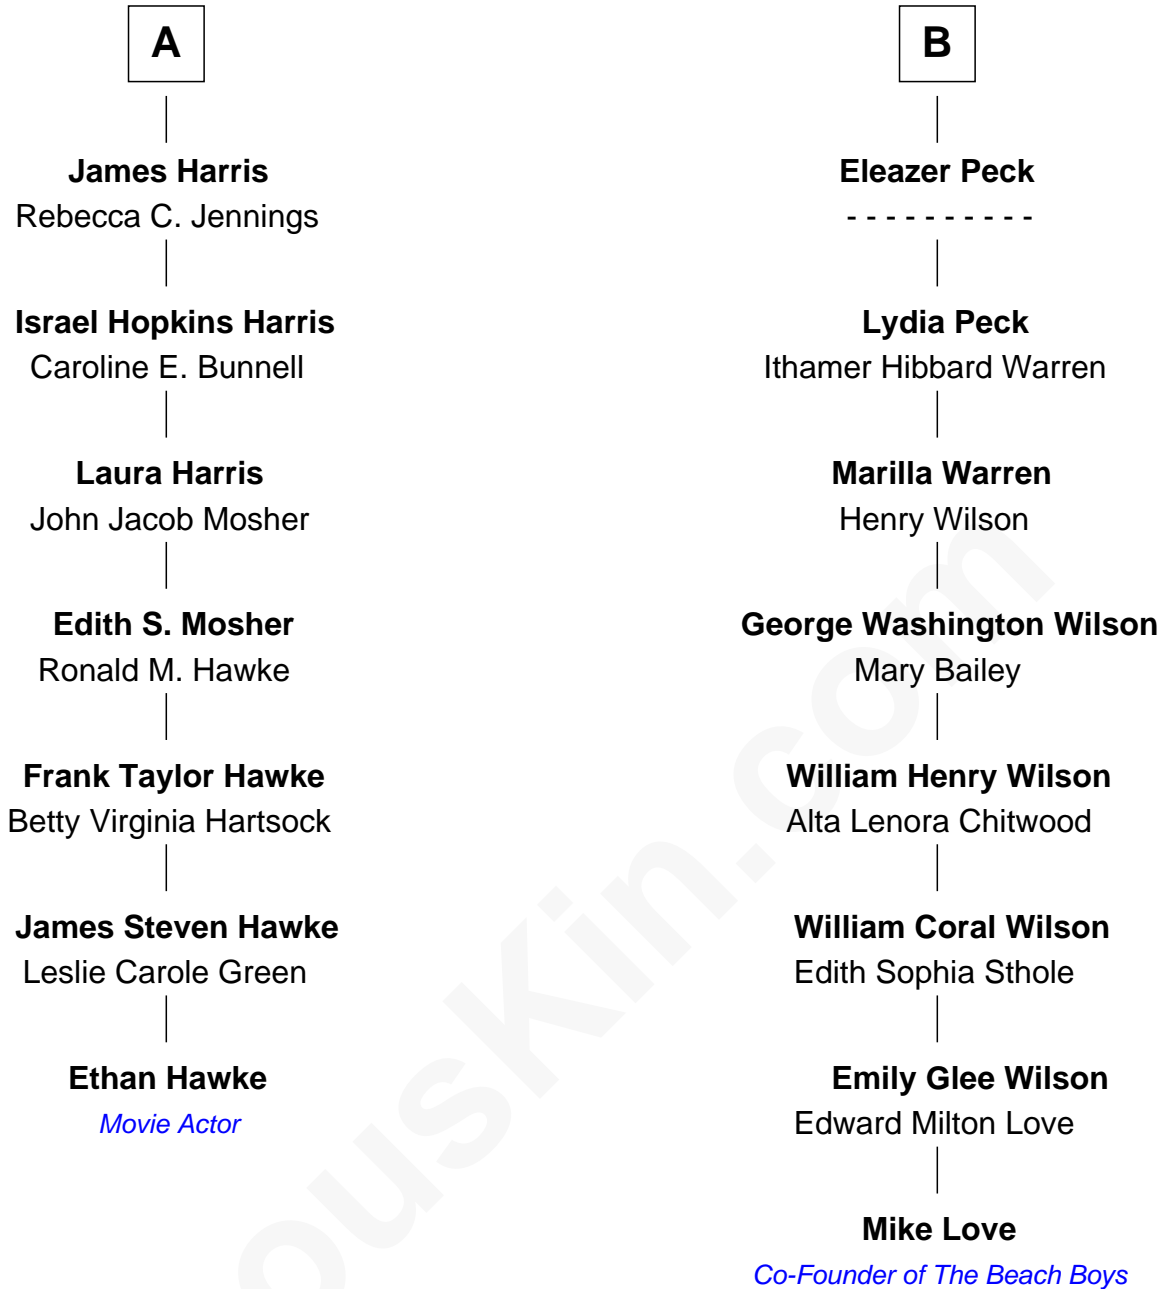 A
James Harris
Rebecca C. Jennings
Israel Hopkins Harris
Caroline E. Bunnell
Laura Harris
John Jacob Mosher
Edith S. Mosher
Ronald M. Hawke
Frank Taylor Hawke
Betty Virginia Hartsock
James Steven Hawke
Leslie Carole Green
Ethan Hawke
Movie Actor
B
Eleazer Peck
- - - - - - - - - -
Lydia Peck
Ithamer Hibbard Warren
Marilla Warren
Henry Wilson
George Washington Wilson
Mary Bailey
William Henry Wilson
Alta Lenora Chitwood
William Coral Wilson
Edith Sophia Sthole
Emily Glee Wilson
Edward Milton Love
Mike Love
Co-Founder of The Beach Boys
ousKin.com